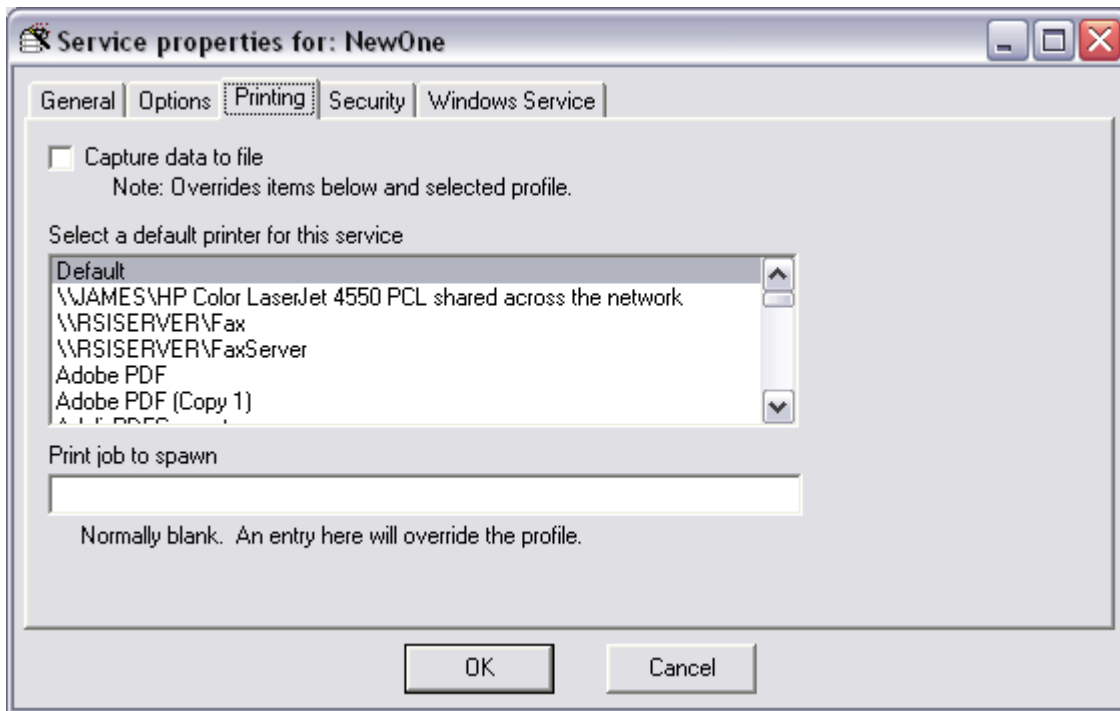 Service properties for: NewOne
General Options Printing Security Windows Service
Capture data to file
Note: Overrides items below and selected profile.
Select a default printer for this service
Default
\\JAMES\HP Color LaserJet 4550 PCL shared across the network
\\RSISERVER\Fax
\\RSISERVER\FaxServer
Adobe PDF
Adobe PDF (Copy 1)
Print job to spawn
Normally blank.  An entry here will override the profile.
OK Cancel